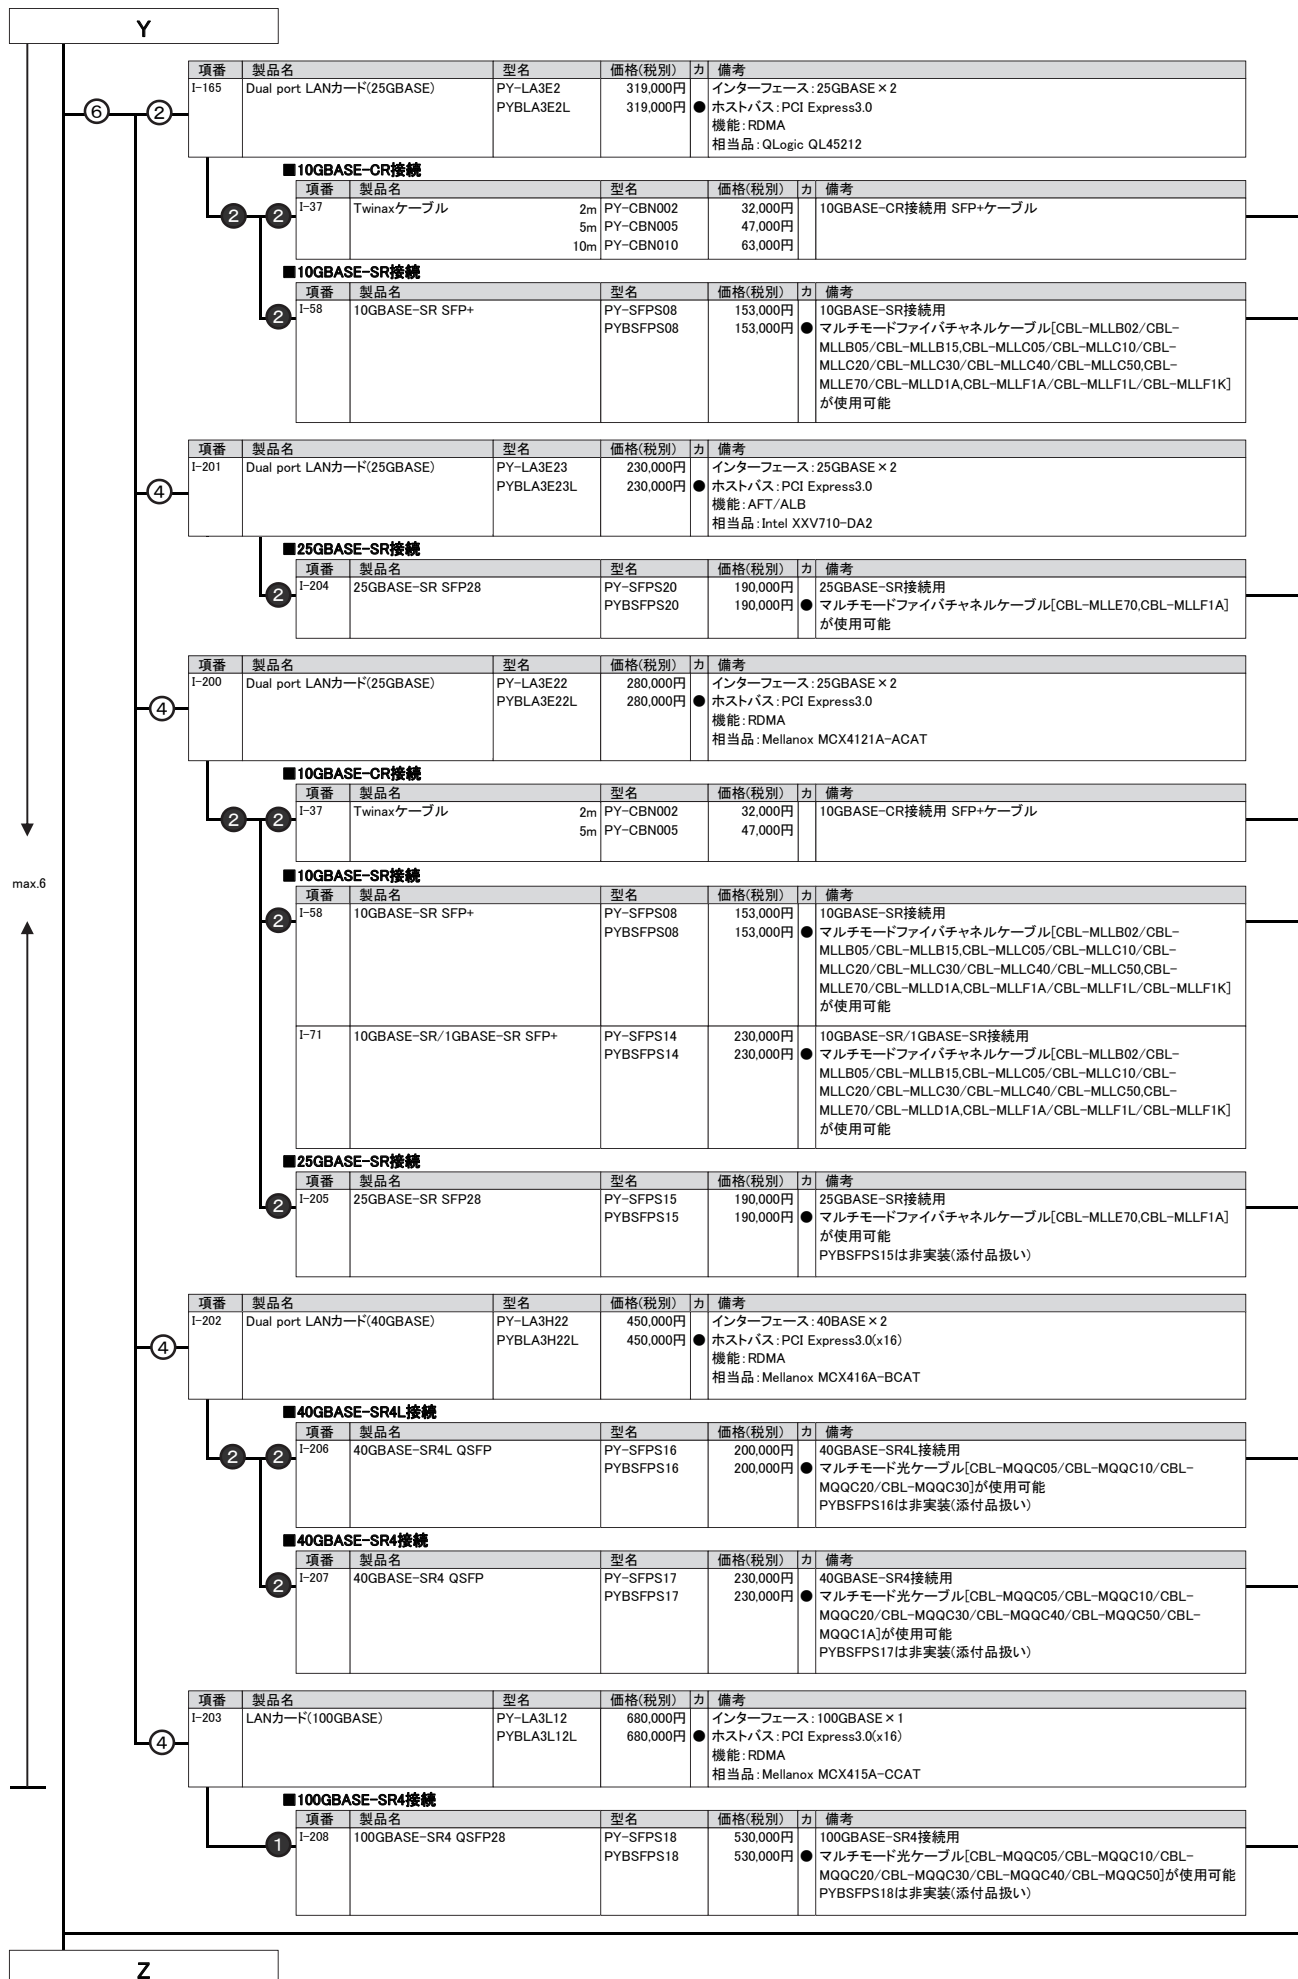 Y
項番 製品名 型名 価格(税別) カ 備考
I-165 Dual port LANカード(25GBASE) PY-LA3E2 319,000円 インターフェース:25GBASE×2
PYBLA3E2L 319,000円 ● ホストバス:PCI Express3.0
機能:RDMA
相当品:QLogic QL45212
⑥ ②
■10GBASE-CR接続
項番 製品名 型名 価格(税別) カ 備考
I-37 Twinaxケーブル 2m PY-CBN002 32,000円 10GBASE-CR接続用 SFP+ケーブル
❷ ❷ 5m PY-CBN005 47,000円
10m PY-CBN010 63,000円
■10GBASE-SR接続
項番 製品名 型名 価格(税別) カ 備考
I-58 10GBASE-SR SFP+ PY-SFPS08 153,000円 10GBASE-SR接続用
❷ PYBSFPS08 153,000円 ● マルチモードファイバチャネルケーブル[CBL-MLLB02/CBL-
MLLB05/CBL-MLLB15,CBL-MLLC05/CBL-MLLC10/CBL-
MLLC20/CBL-MLLC30/CBL-MLLC40/CBL-MLLC50,CBL-
MLLE70/CBL-MLLD1A,CBL-MLLF1A/CBL-MLLF1L/CBL-MLLF1K]
が使用可能
項番 製品名 型名 価格(税別) カ 備考
I-201 Dual port LANカード(25GBASE) PY-LA3E23 230,000円 インターフェース:25GBASE×2
④ PYBLA3E23L 230,000円 ● ホストバス:PCI Express3.0
機能:AFT/ALB
相当品:Intel XXV710-DA2
■25GBASE-SR接続
項番 製品名 型名 価格(税別) カ 備考
I-204 25GBASE-SR SFP28 PY-SFPS20 190,000円 25GBASE-SR接続用
❷ PYBSFPS20 190,000円 ● マルチモードファイバチャネルケーブル[CBL-MLLE70,CBL-MLLF1A]
が使用可能
項番 製品名 型名 価格(税別) カ 備考
I-200 Dual port LANカード(25GBASE) PY-LA3E22 280,000円 インターフェース:25GBASE×2
④ PYBLA3E22L 280,000円 ● ホストバス:PCI Express3.0
機能:RDMA
相当品:Mellanox MCX4121A-ACAT
■10GBASE-CR接続
項番 製品名 型名 価格(税別) カ 備考
I-37 Twinaxケーブル 2m PY-CBN002 32,000円 10GBASE-CR接続用 SFP+ケーブル
❷ ❷ 5m PY-CBN005 47,000円
max.6
■10GBASE-SR接続
項番 製品名 型名 価格(税別) カ 備考
I-58 10GBASE-SR SFP+ PY-SFPS08 153,000円 10GBASE-SR接続用
❷ PYBSFPS08 153,000円 ● マルチモードファイバチャネルケーブル[CBL-MLLB02/CBL-
MLLB05/CBL-MLLB15,CBL-MLLC05/CBL-MLLC10/CBL-
MLLC20/CBL-MLLC30/CBL-MLLC40/CBL-MLLC50,CBL-
MLLE70/CBL-MLLD1A,CBL-MLLF1A/CBL-MLLF1L/CBL-MLLF1K]
が使用可能
I-71 10GBASE-SR/1GBASE-SR SFP+ PY-SFPS14 230,000円 10GBASE-SR/1GBASE-SR接続用
PYBSFPS14 230,000円 ● マルチモードファイバチャネルケーブル[CBL-MLLB02/CBL-
MLLB05/CBL-MLLB15,CBL-MLLC05/CBL-MLLC10/CBL-
MLLC20/CBL-MLLC30/CBL-MLLC40/CBL-MLLC50,CBL-
MLLE70/CBL-MLLD1A,CBL-MLLF1A/CBL-MLLF1L/CBL-MLLF1K]
が使用可能
■25GBASE-SR接続
項番 製品名 型名 価格(税別) カ 備考
I-205 25GBASE-SR SFP28 PY-SFPS15 190,000円 25GBASE-SR接続用
❷ PYBSFPS15 190,000円 ● マルチモードファイバチャネルケーブル[CBL-MLLE70,CBL-MLLF1A]
が使用可能
PYBSFPS15は非実装(添付品扱い)
項番 製品名 型名 価格(税別) カ 備考
I-202 Dual port LANカード(40GBASE) PY-LA3H22 450,000円 インターフェース:40BASE×2
④ PYBLA3H22L 450,000円 ● ホストバス:PCI Express3.0(x16)
機能:RDMA
相当品:Mellanox MCX416A-BCAT
■40GBASE-SR4L接続
項番 製品名 型名 価格(税別) カ 備考
I-206 40GBASE-SR4L QSFP PY-SFPS16 200,000円 40GBASE-SR4L接続用
❷ ❷ PYBSFPS16 200,000円 ● マルチモード光ケーブル[CBL-MQQC05/CBL-MQQC10/CBL-
MQQC20/CBL-MQQC30]が使用可能
PYBSFPS16は非実装(添付品扱い)
■40GBASE-SR4接続
項番 製品名 型名 価格(税別) カ 備考
I-207 40GBASE-SR4 QSFP PY-SFPS17 230,000円 40GBASE-SR4接続用
❷ PYBSFPS17 230,000円 ● マルチモード光ケーブル[CBL-MQQC05/CBL-MQQC10/CBL-
MQQC20/CBL-MQQC30/CBL-MQQC40/CBL-MQQC50/CBL-
MQQC1A]が使用可能
PYBSFPS17は非実装(添付品扱い)
項番 製品名 型名 価格(税別) カ 備考
I-203 LANカード(100GBASE) PY-LA3L12 680,000円 インターフェース:100GBASE×1
④ PYBLA3L12L 680,000円 ● ホストバス:PCI Express3.0(x16)
機能:RDMA
相当品:Mellanox MCX415A-CCAT
■100GBASE-SR4接続
項番 製品名 型名 価格(税別) カ 備考
I-208 100GBASE-SR4 QSFP28 PY-SFPS18 530,000円 100GBASE-SR4接続用
❶ PYBSFPS18 530,000円 ● マルチモード光ケーブル[CBL-MQQC05/CBL-MQQC10/CBL-
MQQC20/CBL-MQQC30/CBL-MQQC40/CBL-MQQC50]が使用可能
PYBSFPS18は非実装(添付品扱い)
Z